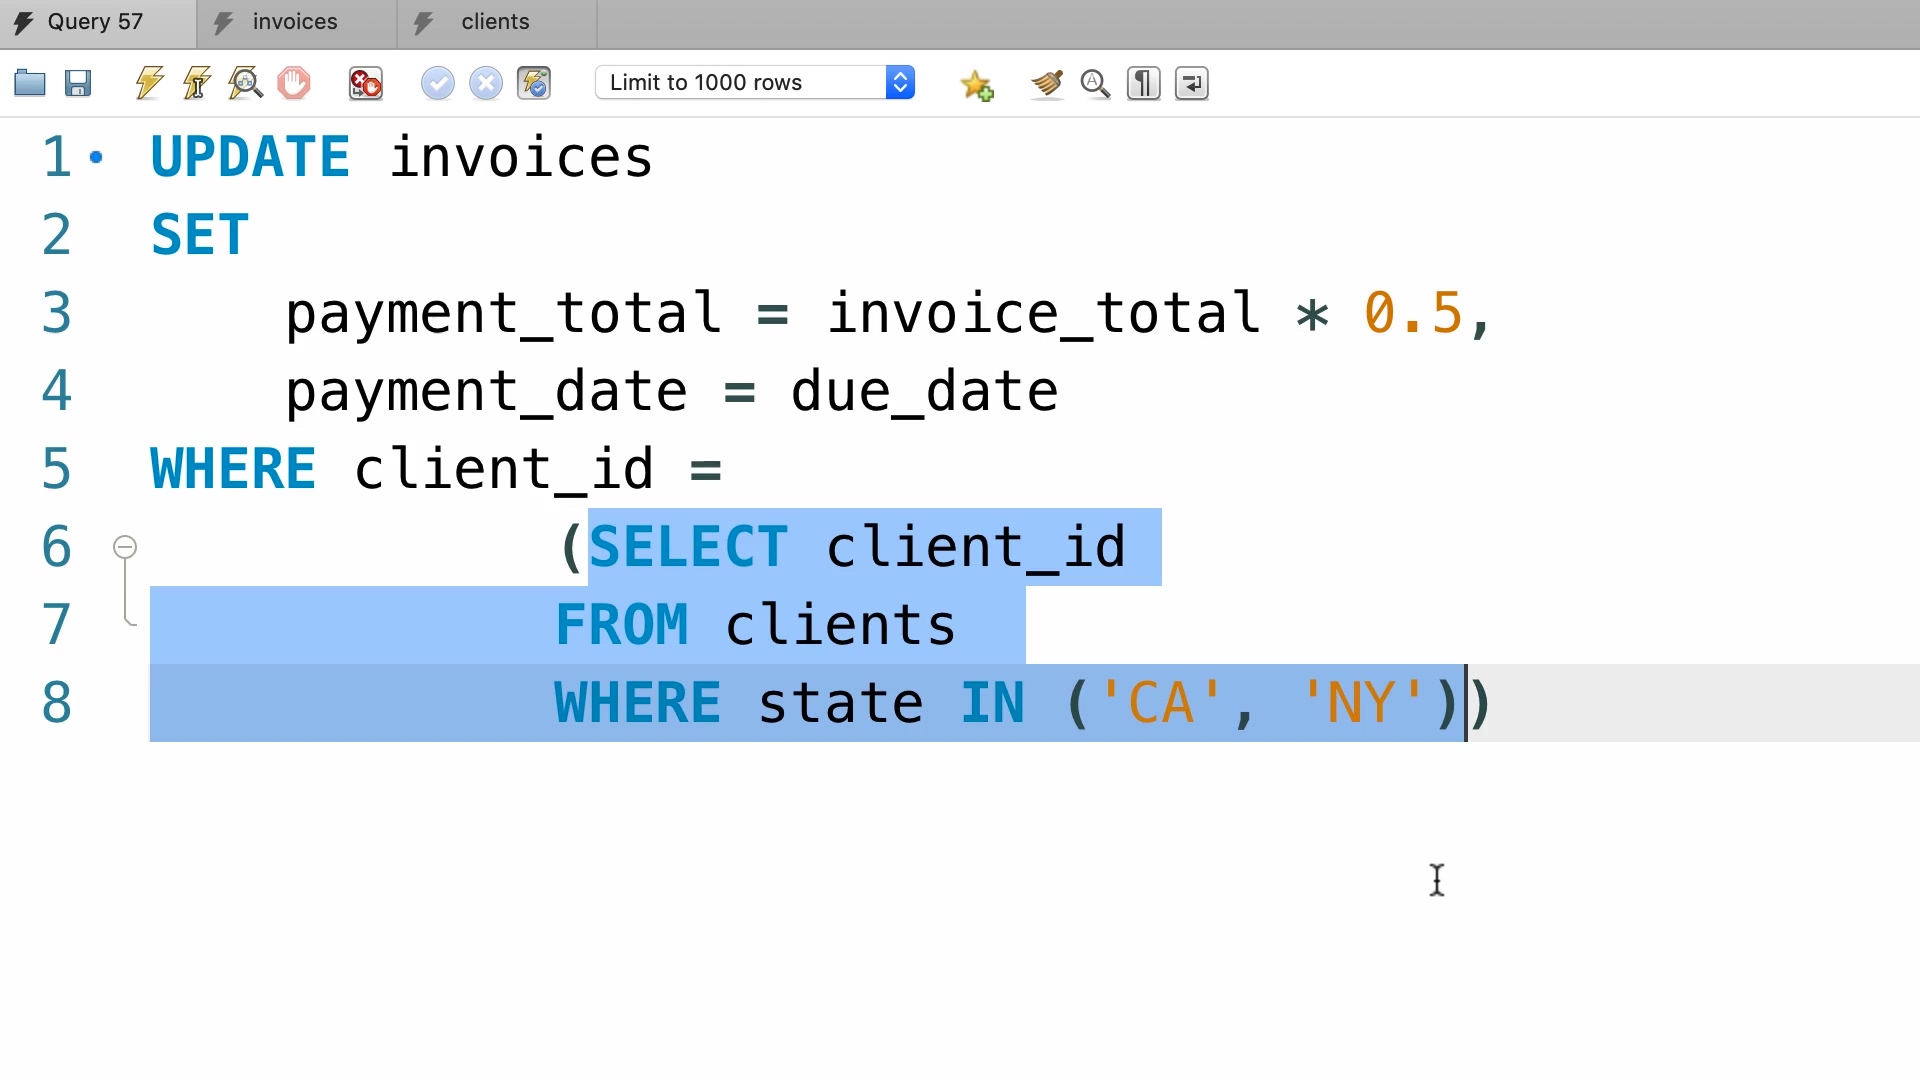 Query 57 invoices clients
Limit to 1000 rows
1 UPDATE invoices
2 SET
3 payment_total = invoice_total * 0.5,
4 payment_date = due_date
5 WHERE client_id =
6 (SELECT client_id
7 FROM clients
8 WHERE state IN ('CA', 'NY'))